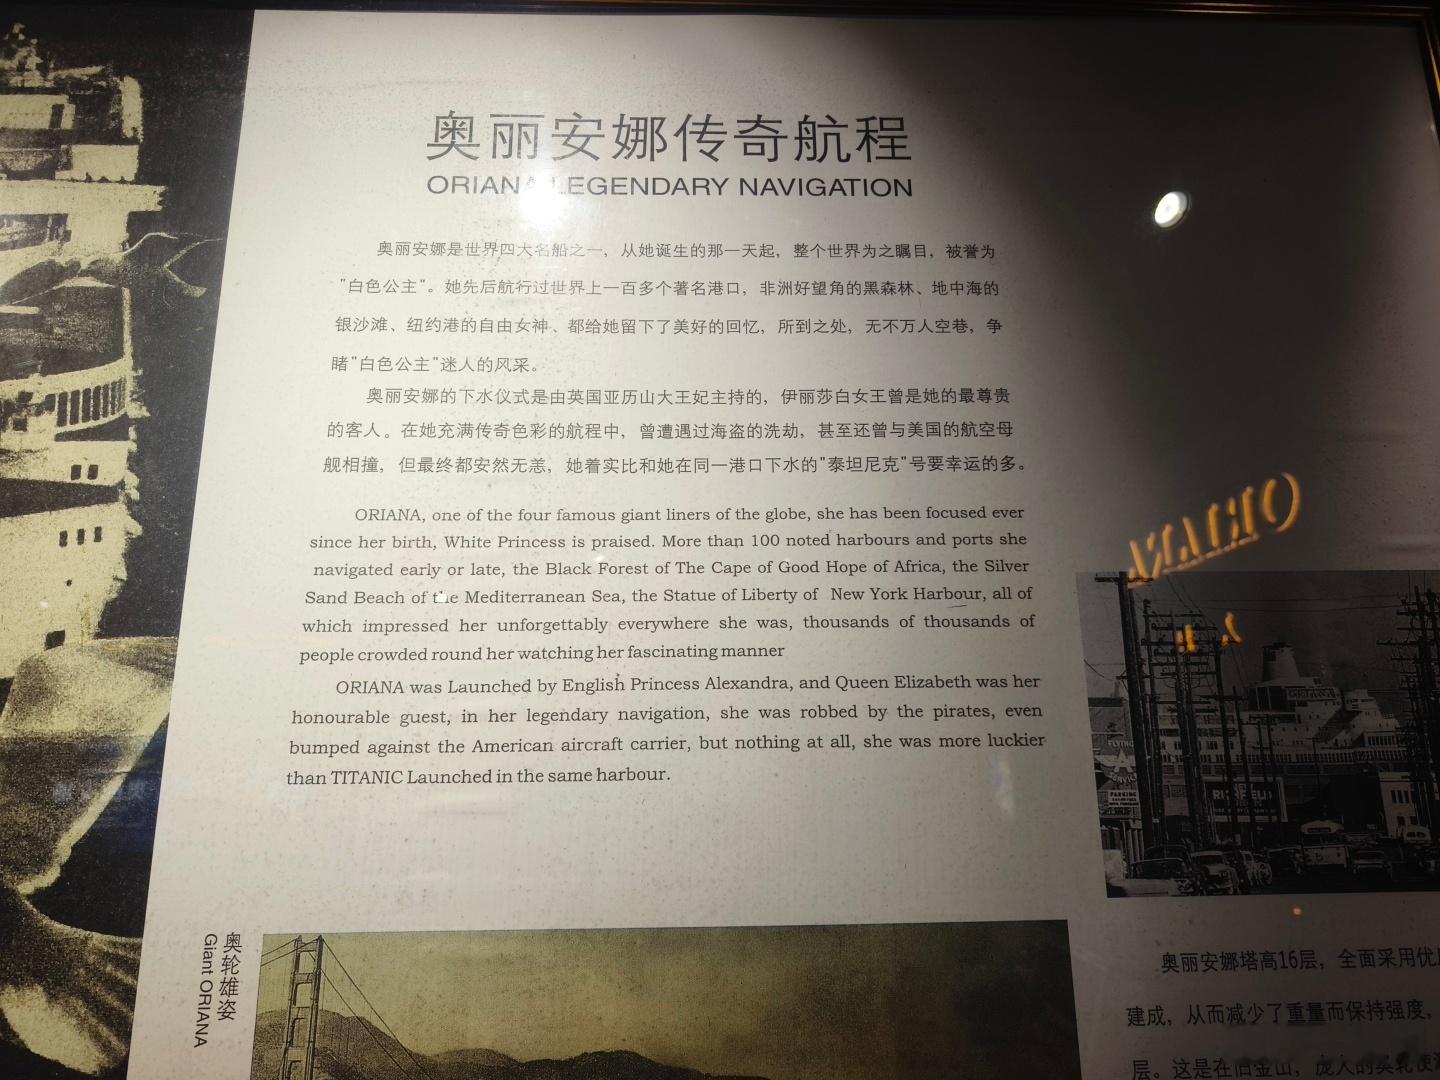 奥丽安娜传奇航程
ORIANA LEGENDARY NAVIGATION
奥丽安娜是世界四大名船之一，从她诞生的那一天起，整个世界为之瞩目，被誉为
"白色公主"。她先后航行过世界上一百多个著名港口，非洲好望角的黑森林、地中海的
银沙滩、纽约港的自由女神、都给她留下了美好的回忆，所到之处，无不万人空巷，争
睹"白色公主"迷人的风采。
奥丽安娜的下水仪式是由英国亚历山大王妃主持的，伊丽莎白女王曾是她的最尊贵
的客人。在她充满传奇色彩的航程中，曾遭遇过海盗的洗劫，甚至还曾与美国的航空母
舰相撞，但最终都安然无恙，她着实比和她在同一港口下水的"泰坦尼克"号要幸运的多。
ORIANA, one of the four famous giant liners of the globe, she has been focused ever
since her birth, White Princess is praised. More than 100 noted harbours and ports she
navigated early or late, the Black Forest of The Cape of Good Hope of Africa, the Silver
Sand Beach of the Mediterranean Sea, the Statue of Liberty of New York Harbour, all of
which impressed her unforgettably everywhere she was, thousands of thousands of
people crowded round her watching her fascinating manner
ORIANA was Launched by English Princess Alexandra, and Queen Elizabeth was her
honourable guest, in her legendary navigation, she was robbed by the pirates, even
bumped against the American aircraft carrier, but nothing at all, she was more luckier
than TITANIC Launched in the same harbour.
ORIANA
FLYING
A
SERVICE
PARKING
RICHFIELD
奥轮雄姿
Giant ORIANA
奥丽安娜塔高16层，全面采用优
建成，从而减少了重量而保持强度，
层。这是在旧金山，庞大的奥轮使